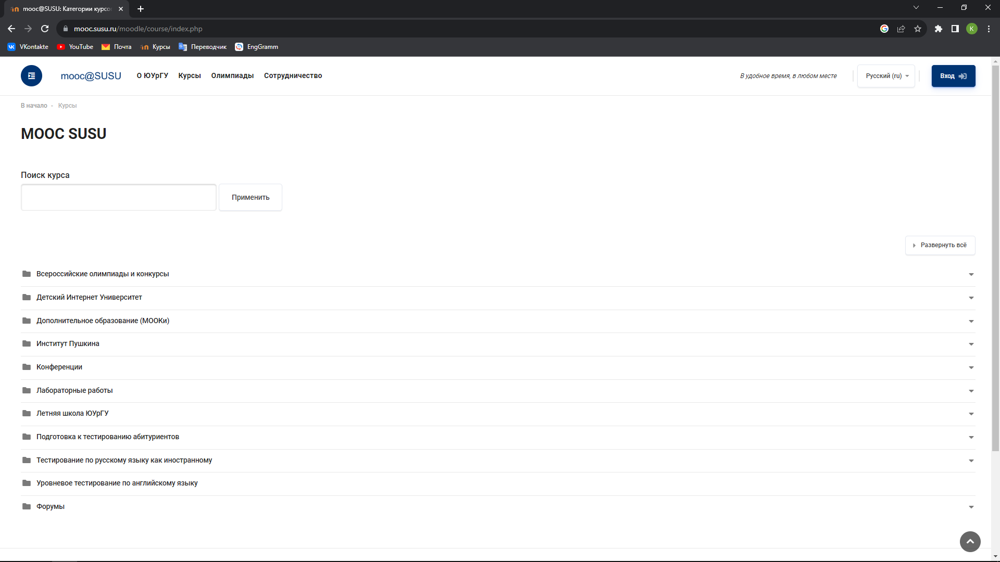 mooc@SUSU: Категории курсо
mooc.susu.ru/moodle/course/index.php
K
VKontakte YouTube Почта Курсы Переводчик EngGramm
mooc@SUSU О ЮУрГУ Курсы Олимпиады Сотрудничество В удобное время, в любом месте Русский (ru) Вход
В начало - Курсы
MOOC SUSU
Поиск курса
Применить
Развернуть всё
Всероссийские олимпиады и конкурсы
Детский Интернет Университет
Дополнительное образование (МООКи)
Институт Пушкина
Конференции
Лабораторные работы
Летняя школа ЮУрГУ
Подготовка к тестированию абитуриентов
Тестирование по русскому языку как иностранному
Уровневое тестирование по английскому языку
Форумы